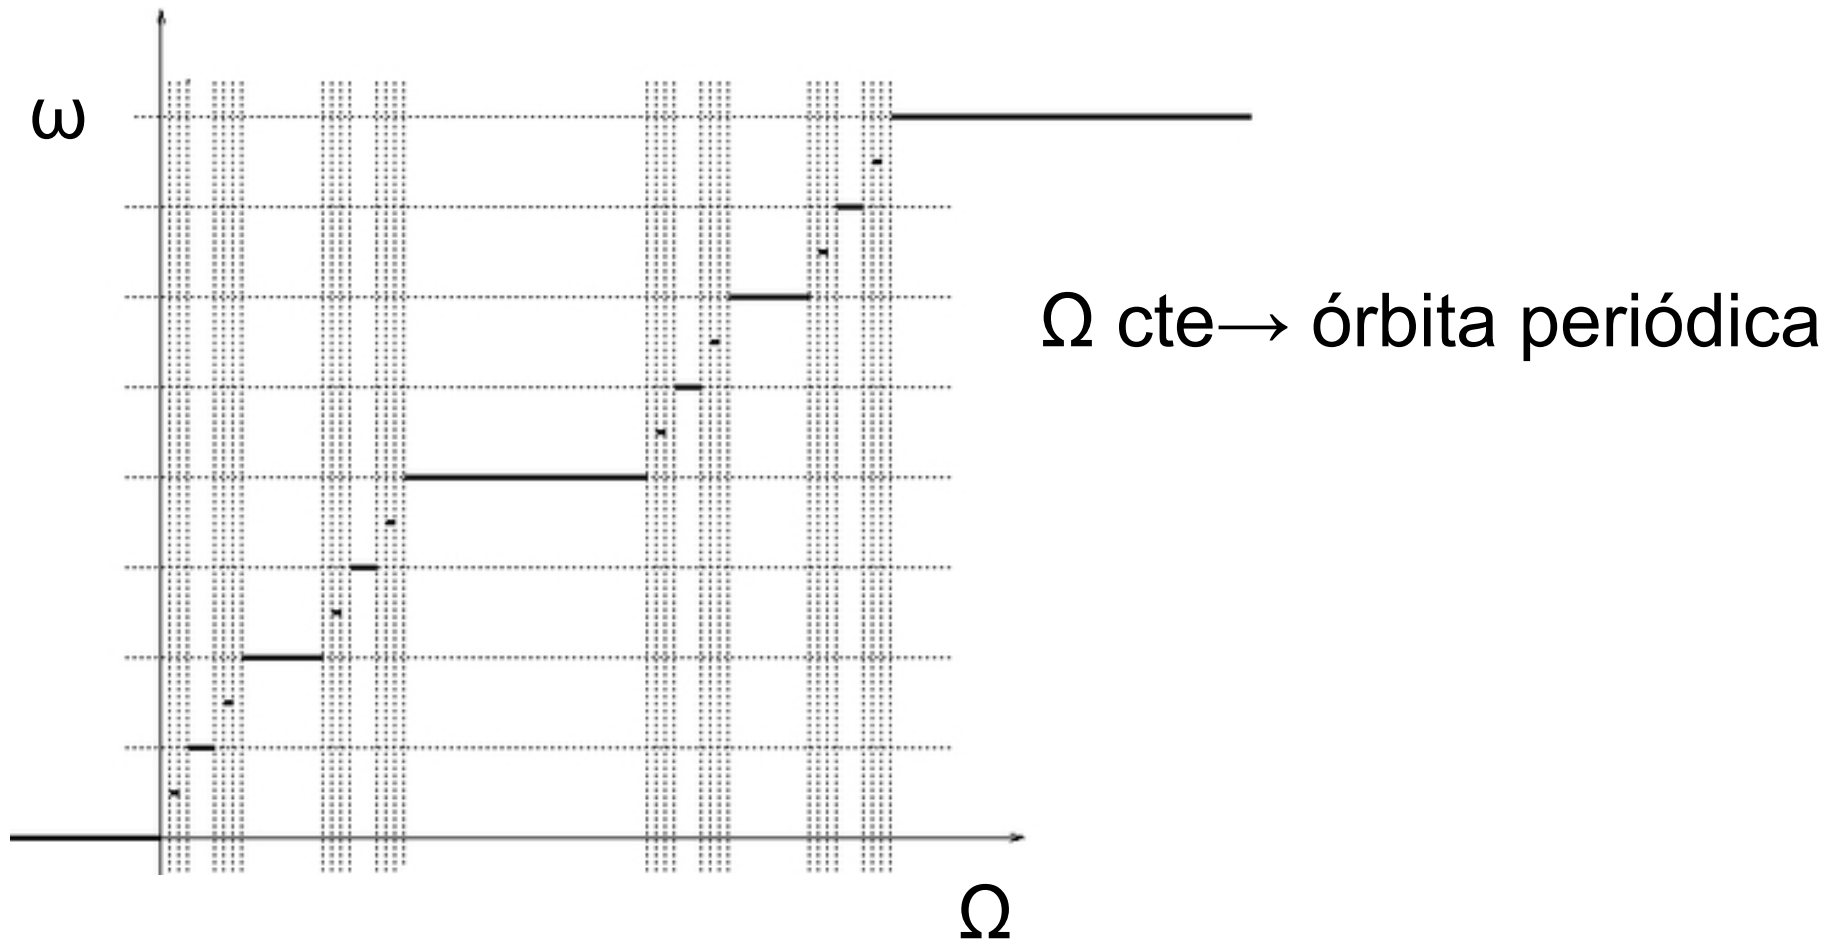 ω
Ω cte→ órbita periódica
Ω